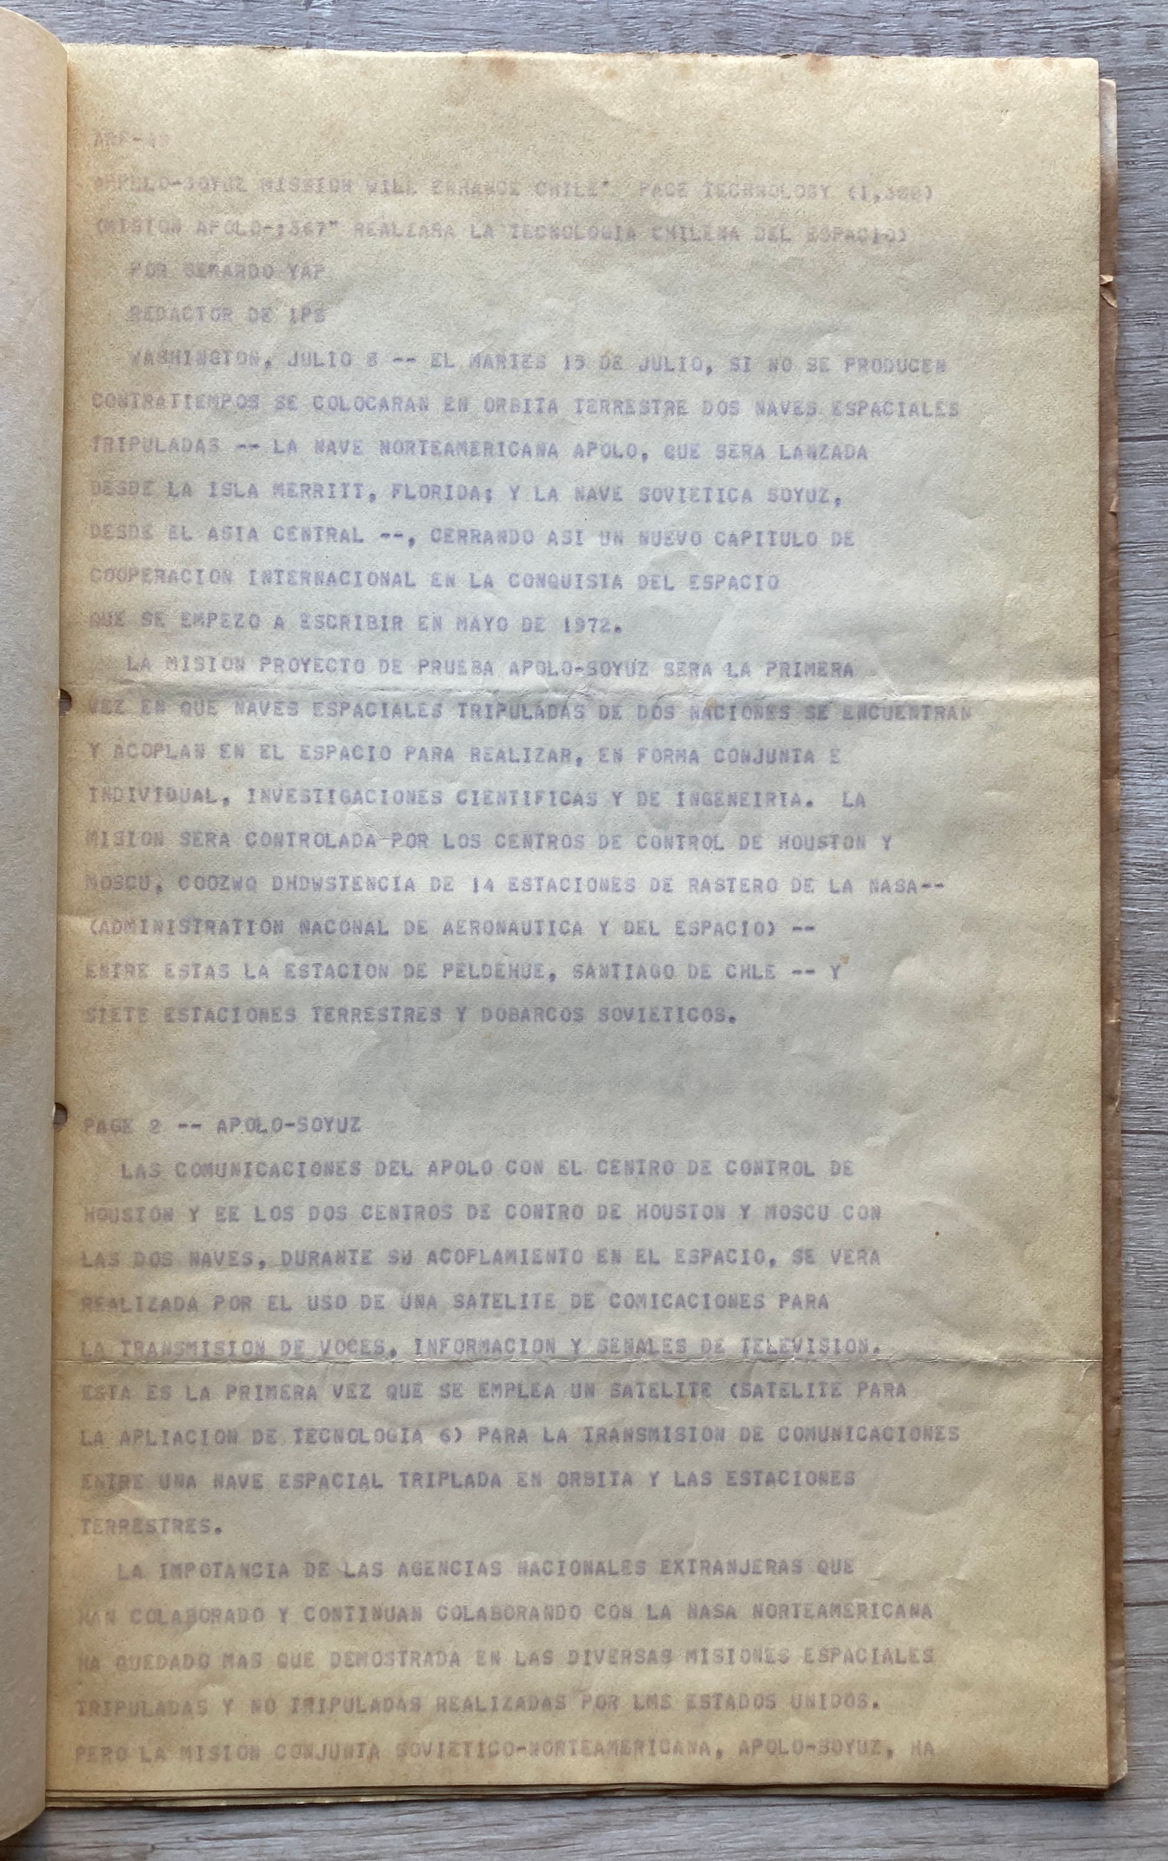 APPLLO-SOYUZ MISSION WILL ENHANCE CHILE" PACE TECHNOLOGY (1,300)
(MISION APOLO-:367" REALZARA LA TECNOLOGIA CHILENA DEL ESPACIO)
POR GERARDO YAP
REDACTOR DE IPS
WASHINGTON, JULIO 8 -- EL MARTES 15 DE JULIO, SI NO SE PRODUCEN
CONTRATIEMPOS SE COLOCARAN EN ORBITA TERRESTRE DOS NAVES ESPACIALES
TRIPULADAS -- LA NAVE NORTEAMERICANA APOLO, QUE SERA LANZADA
DESDE LA ISLA MERRITT, FLORIDA; Y LA NAVE SOVIETICA SOYUZ,
DESDE EL ASIA CENTRAL --, CERRANDO ASI UN NUEVO CAPITULO DE
COOPERACION INTERNACIONAL EN LA CONQUISTA DEL ESPACIO
QUE SE EMPEZO A ESCRIBIR EN MAYO DE 1972.
LA MISION PROYECTO DE PRUEBA APOLO-SOYUZ SERA LA PRIMERA
VEZ EN QUE NAVES ESPACIALES TRIPULADAS DE DOS NACIONES SE ENCUENTRAN
Y ACOPLAN EN EL ESPACIO PARA REALIZAR, EN FORMA CONJUNTA E
INDIVIDUAL, INVESTIGACIONES CIENTIFICAS Y DE INGENEIRIA. LA
MISION SERA CONTROLADA POR LOS CENTROS DE CONTROL DE HOUSTON Y
MOSCU, COOZWQ DHDWSTENCIA DE 14 ESTACIONES DE RASTERO DE LA NASA--
(ADMINISTRATION NACONAL DE AERONAUTICA Y DEL ESPACIO) --
ENTRE ESTAS LA ESTACION DE PELDEHUE, SANTIAGO DE CHLE -- Y
SIETE ESTACIONES TERRESTRES Y DOBARCOS SOVIETICOS.
PAGE 2 -- APOLO-SOYUZ
LAS COMUNICACIONES DEL APOLO CON EL CENTRO DE CONTROL DE
HOUSTON Y EE LOS DOS CENTROS DE CONTRO DE HOUSTON Y MOSCU CON
LAS DOS NAVES, DURANTE SU ACOPLAMIENTO EN EL ESPACIO, SE VERA
REALIZADA POR EL USO DE UNA SATELITE DE COMICACIONES PARA
LA TRANSMISION DE VOCES, INFORMACION Y SENALES DE TELEVISION.
ESTA ES LA PRIMERA VEZ QUE SE EMPLEA UN SATELITE (SATELITE PARA
LA APLIACION DE TECNOLOGIA 6) PARA LA TRANSMISION DE COMUNICACIONES
ENTRE UNA NAVE ESPACIAL TRIPLADA EN ORBITA Y LAS ESTACIONES
TERRESTRES.
LA IMPOTANCIA DE LAS AGENCIAS NACIONALES EXTRANJERAS QUE
HAN COLABORADO Y CONTINUAN COLABORANDO CON LA NASA NORTEAMERICANA
HA QUEDADO MAS QUE DEMOSTRADA EN LAS DIVERSAS MISIONES ESPACIALES
TRIPULADAS Y NO TRIPULADAS REALIZADAS POR LMS ESTADOS UNIDOS.
PERO LA MISION CONJUNTA SOVIETICO-NORTEAMERICANA, APOLO-SOYUZ, HA